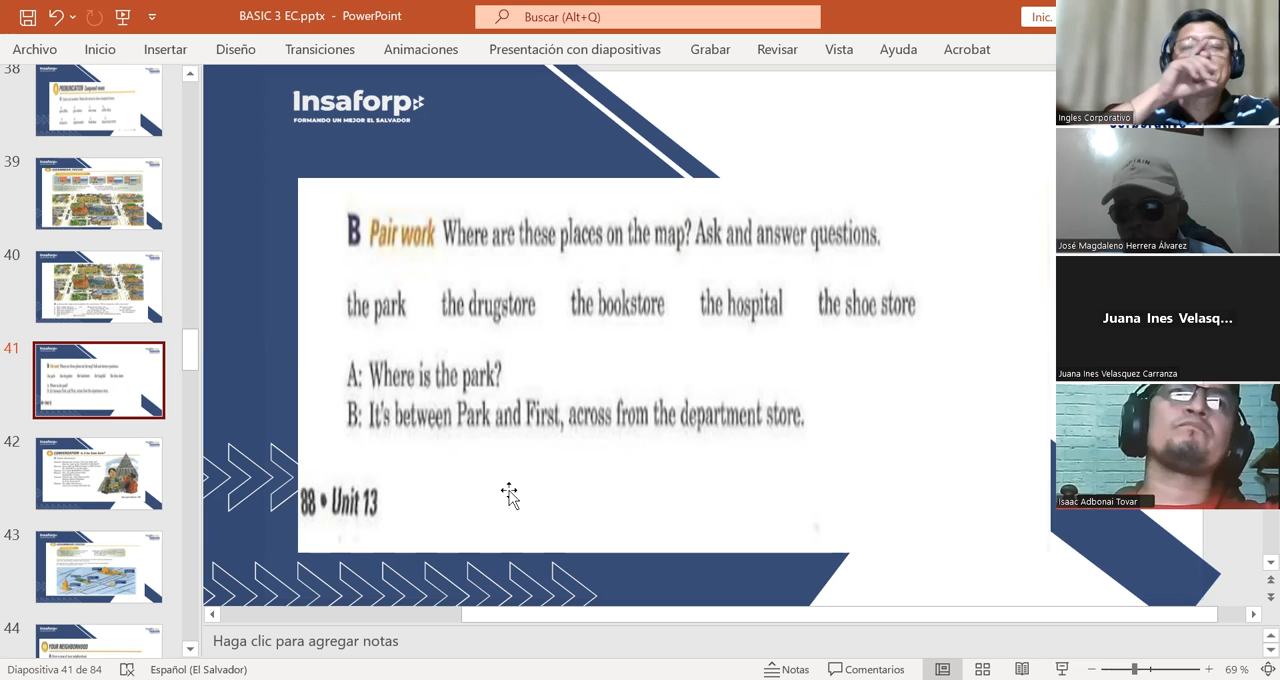 BASIC 3 EC.pptx - PowerPoint
Buscar (Alt+Q)
Inic.
Archivo Inicio Insertar Diseño Transiciones Animaciones Presentación con diapositivas Grabar Revisar Vista Ayuda Acrobat
38
39
40
41
42
43
44
YOUR NEIGHBORHOOD
Insaforp
FORMANDO UN MEJOR EL SALVADOR
B Pair work Where are these places on the map? Ask and answer questions.
the park the drugstore the bookstore the hospital the shoe store
A: Where is the park?
B: It's between Park and First, across from the department store.
88 • Unit 13
Ingles Corporativo
José Magdaleno Herrera Álvarez
Juana Ines Velasq...
Juana Ines Velasquez Carranza
Isaac Adbonai Tovar
Haga clic para agregar notas
Diapositiva 41 de 84 Español (El Salvador) Notas Comentarios 69 %